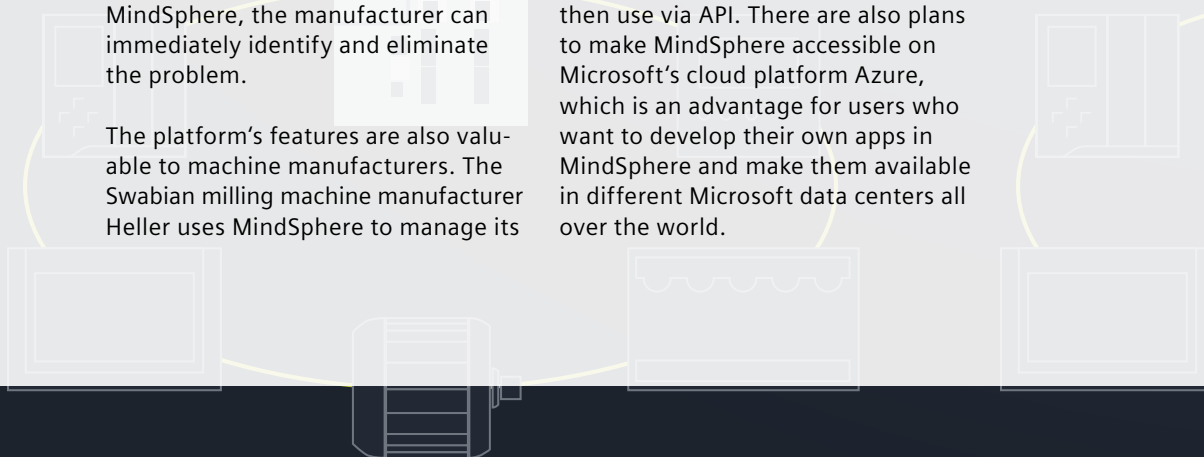 MindSphere, the manufacturer can
immediately identify and eliminate
the problem.
The platform's features are also valu-
able to machine manufacturers. The
Swabian milling machine manufacturer
Heller uses MindSphere to manage its
then use via API. There are also plans
to make MindSphere accessible on
Microsoft's cloud platform Azure,
which is an advantage for users who
want to develop their own apps in
MindSphere and make them available
in different Microsoft data centers all
over the world.